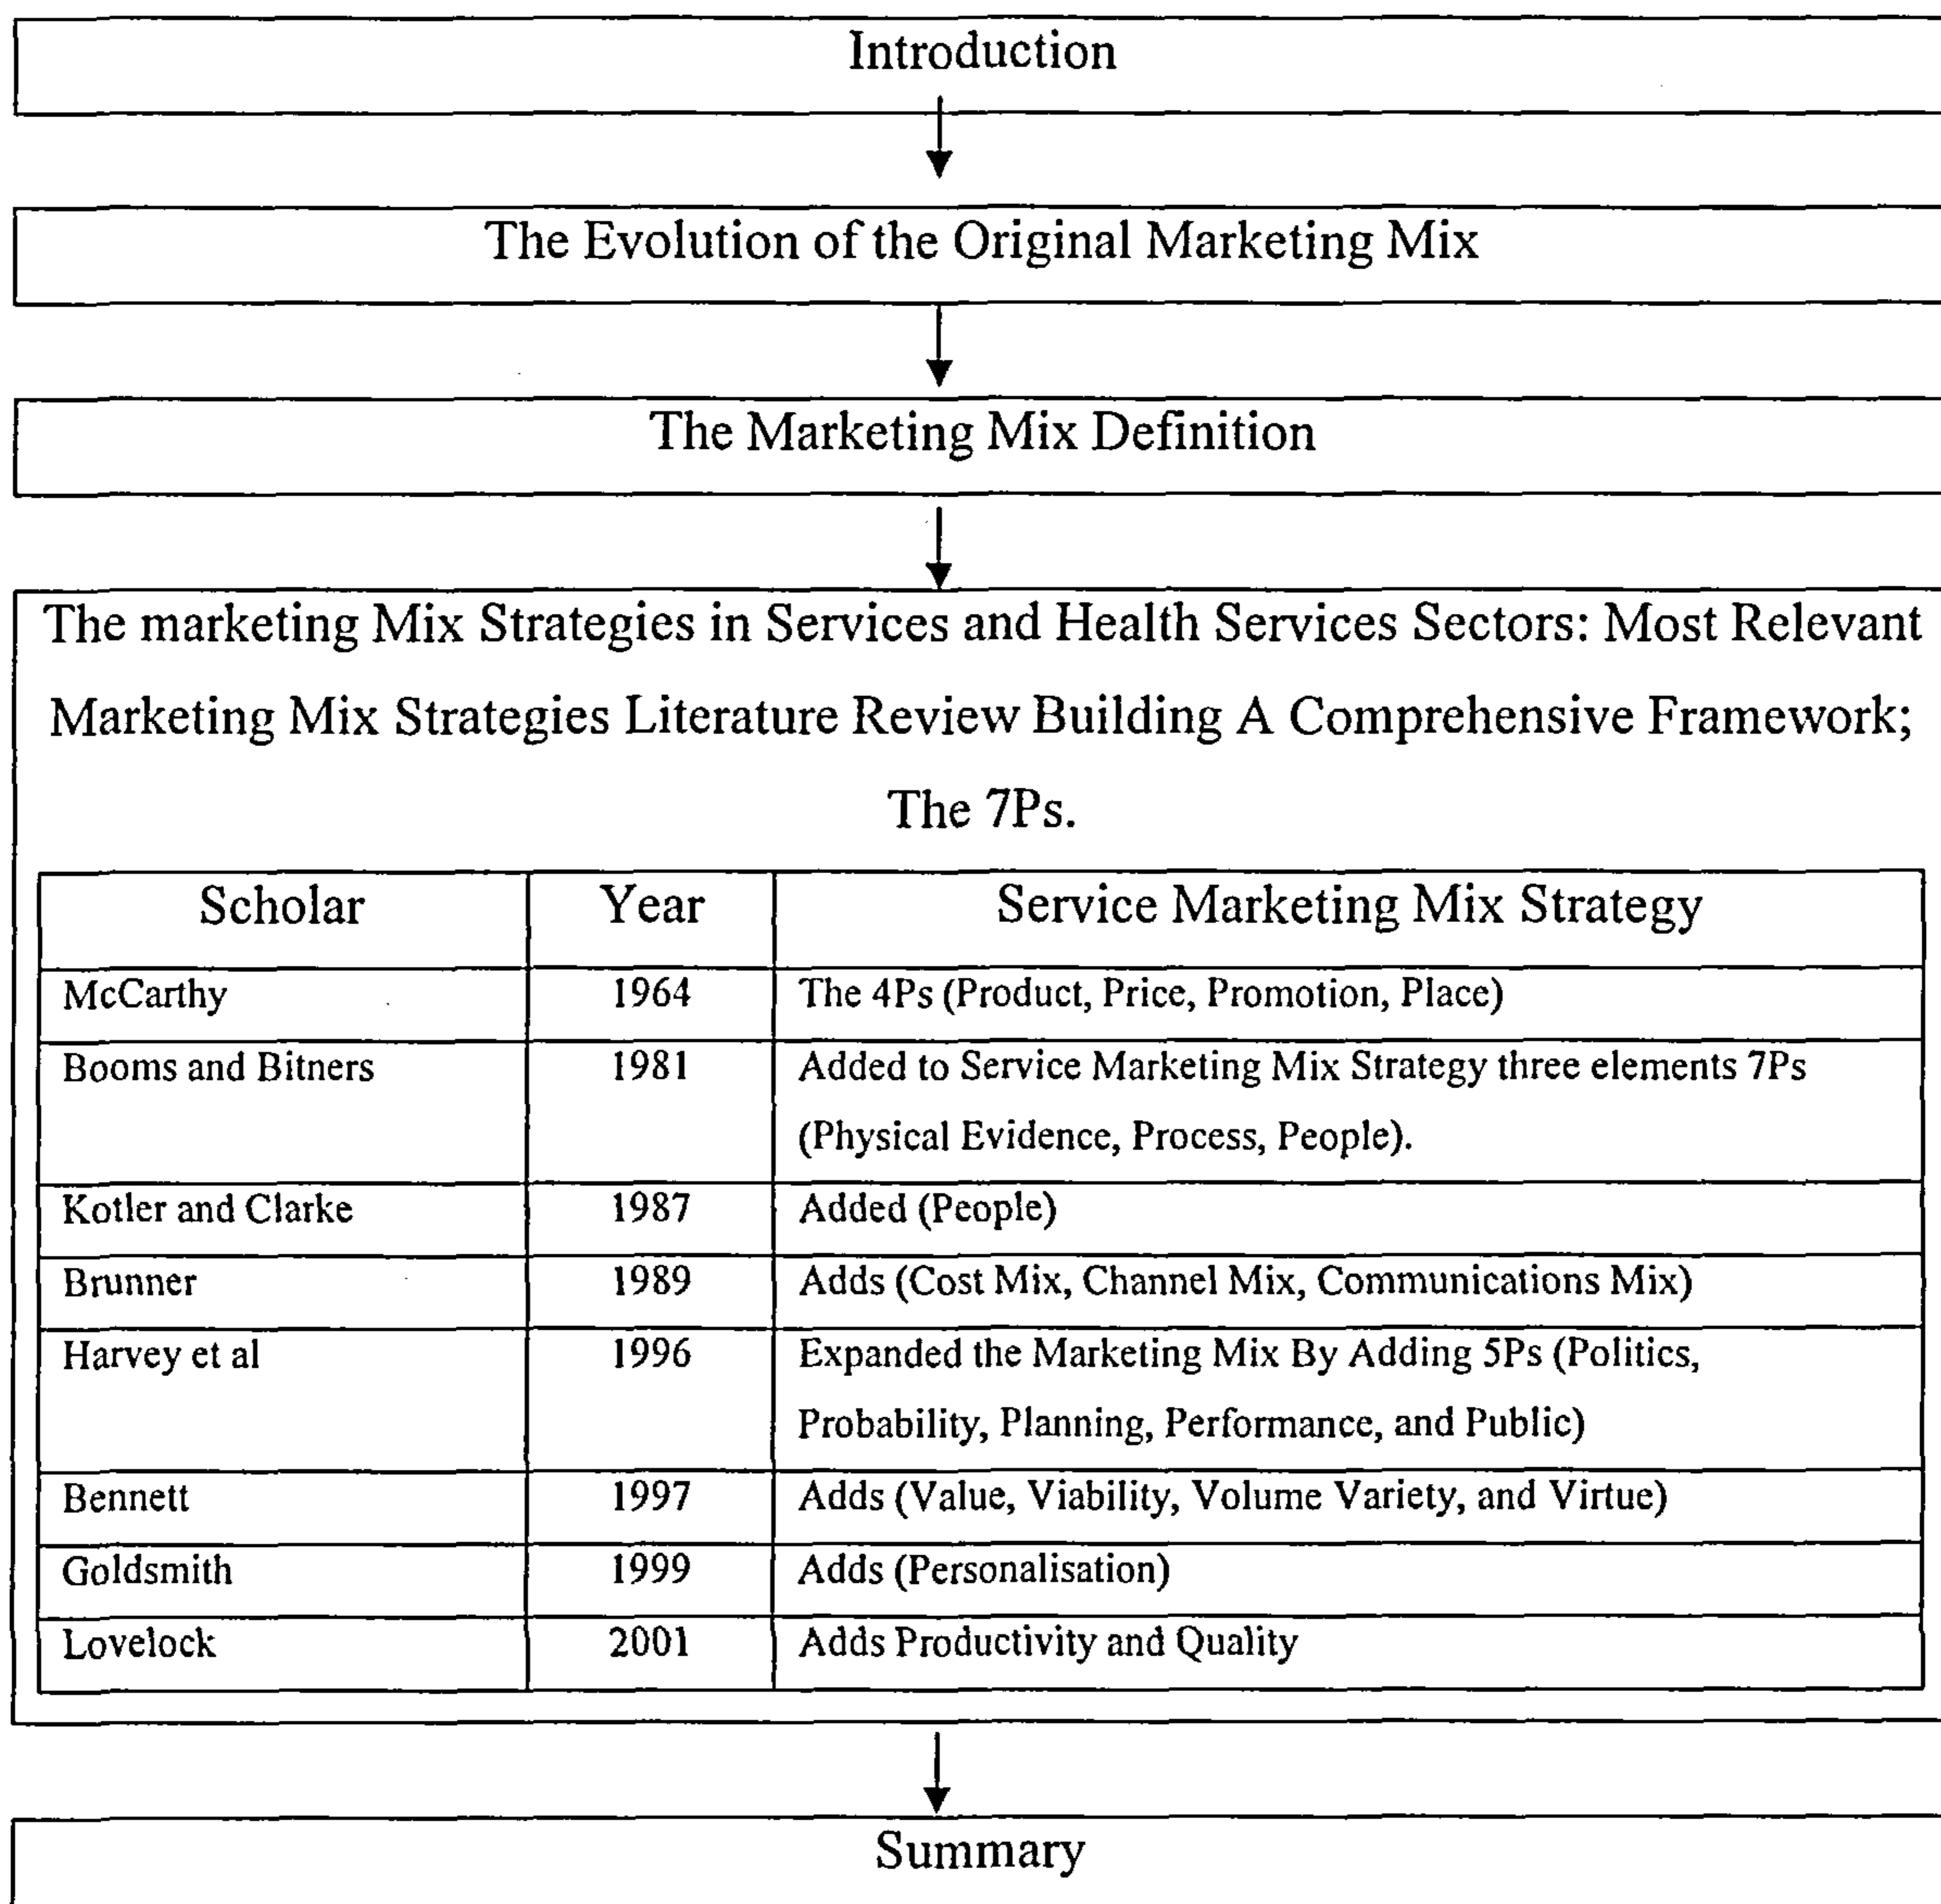 Introduction
The Evolution of the Original Marketing Mix
The Marketing Mix Definition
The marketing Mix Strategies in Services and Health Services Sectors: Most Relevant
Marketing Mix Strategies Literature Review Building A Comprehensive Framework;
The 7Ps.
Scholar Year Service Marketing Mix Strategy
McCarthy 1964 The 4Ps (Product, Price, Promotion, Place)
Booms and Bitners 1981 Added to Service Marketing Mix Strategy three elements 7Ps
(Physical Evidence, Process, People).
Kotler and Clarke 1987 Added (People)
Brunner 1989 Adds (Cost Mix, Channel Mix, Communications Mix)
Harvey et al 1996 Expanded the Marketing Mix By Adding 5Ps (Politics,
Probability, Planning, Performance, and Public)
Bennett 1997 Adds (Value, Viability, Volume Variety, and Virtue)
Goldsmith 1999 Adds (Personalisation)
Lovelock 2001 Adds Productivity and Quality
Summary